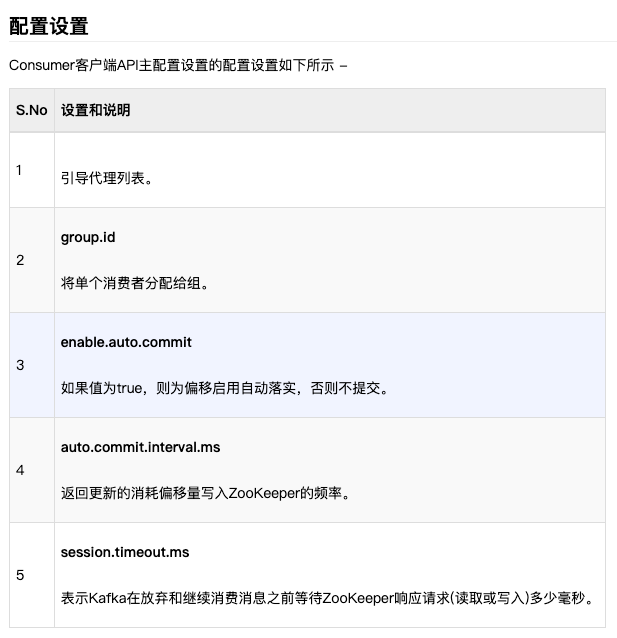 配置设置
Consumer客户端API主配置设置的配置设置如下所示 –
S.No 设置和说明
1
引导代理列表。
group.id
2
将单个消费者分配给组。
enable.auto.commit
3
如果值为true，则为偏移启用自动落实，否则不提交。
auto.commit.interval.ms
4
返回更新的消耗偏移量写入ZooKeeper的频率。
session.timeout.ms
5
表示Kafka在放弃和继续消费消息之前等待ZooKeeper响应请求(读取或写入)多少毫秒。